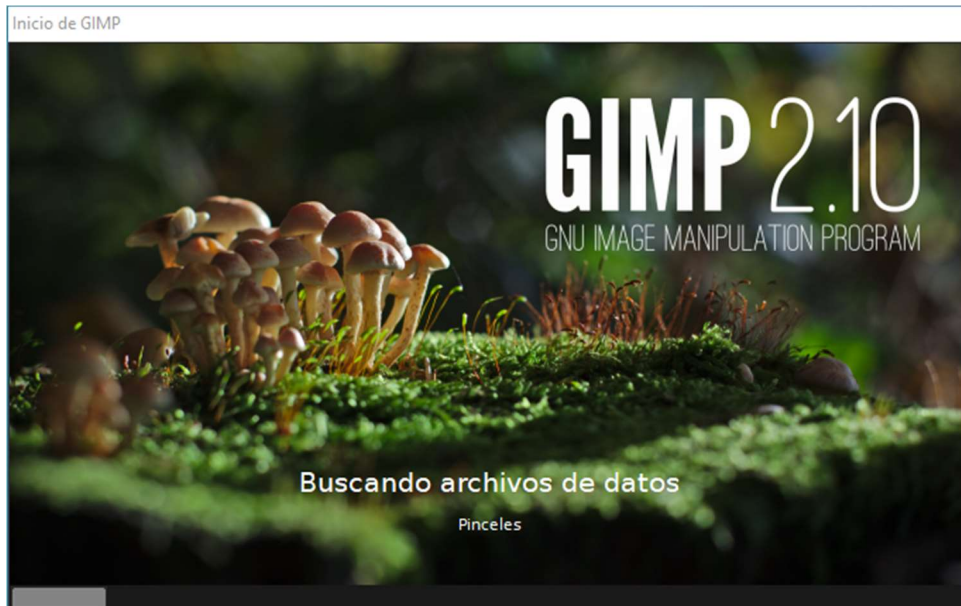 Inicio de GIMP
GIMP 2.10
GNU IMAGE MANIPULATION PROGRAM
Buscando archivos de datos
Pinceles